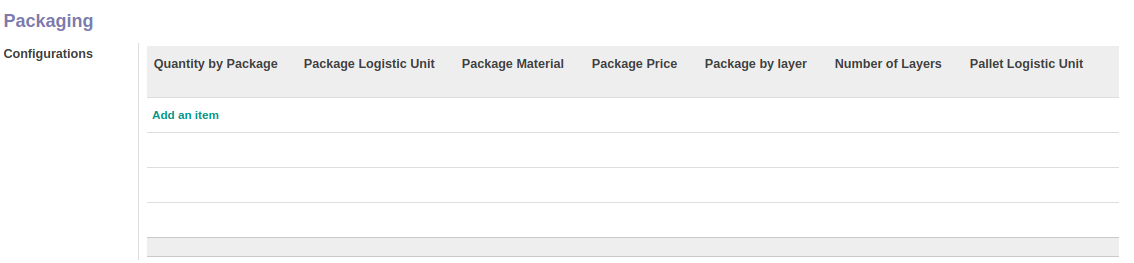 Packaging
Configurations
Quantity by Package Package Logistic Unit Package Material Package Price Package by layer Number of Layers Pallet Logistic Unit
Add an item